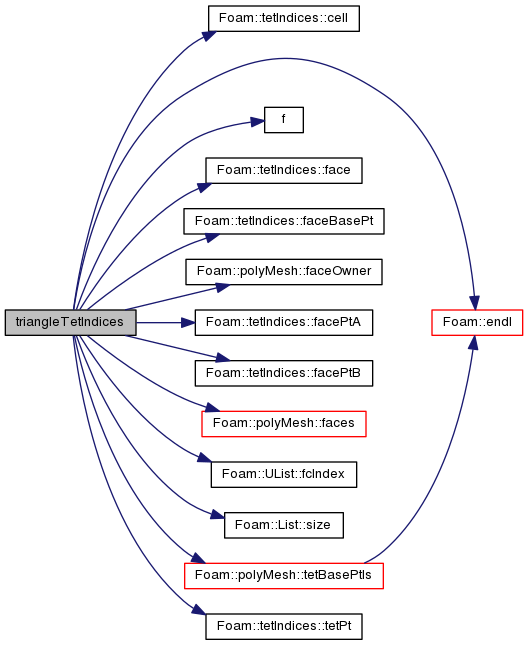 Foam::tetIndices::cell
f
Foam::tetIndices::face
Foam::tetIndices::faceBasePt
Foam::polyMesh::faceOwner
triangleTetIndices
Foam::tetIndices::facePtA
Foam::endl
Foam::tetIndices::facePtB
Foam::polyMesh::faces
Foam::UList::fcIndex
Foam::List::size
Foam::polyMesh::tetBasePtIs
Foam::tetIndices::tetPt